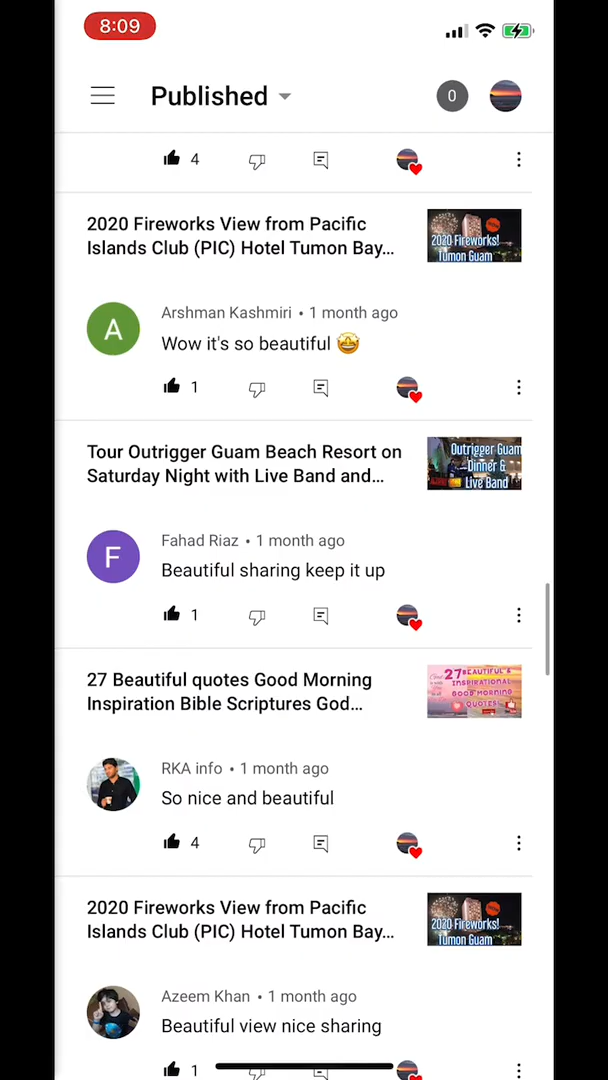 8:09
Published
0
4
2020 Fireworks View from Pacific
Islands Club (PIC) Hotel Tumon Bay...
2020 Fireworks!
Tumon Guam
Arshman Kashmiri • 1 month ago
A
Wow it's so beautiful 🤩
1
Tour Outrigger Guam Beach Resort on
Saturday Night with Live Band and...
Outrigger Guam
Dinner &
Live Band
Fahad Riaz • 1 month ago
F
Beautiful sharing keep it up
1
27 Beautiful quotes Good Morning
Inspiration Bible Scriptures God...
27 BEAUTIFUL &
INSPIRATIONAL
GOOD MORNING
QUOTES!
RKA info • 1 month ago
So nice and beautiful
4
2020 Fireworks View from Pacific
Islands Club (PIC) Hotel Tumon Bay...
2020 Fireworks!
Tumon Guam
Azeem Khan • 1 month ago
Beautiful view nice sharing
1